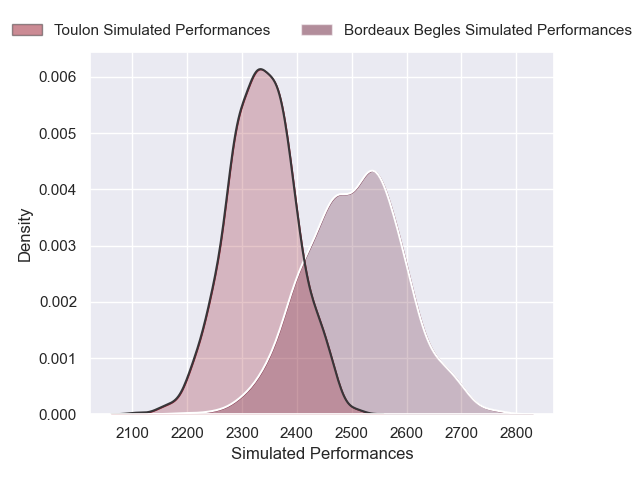 Toulon Simulated Performances
Bordeaux Begles Simulated Performances
0.006
0.005
0.004
0.003
0.002
0.001
0.000
Density
2100 2200 2300 2400 2500 2600 2700 2800
Simulated Performances